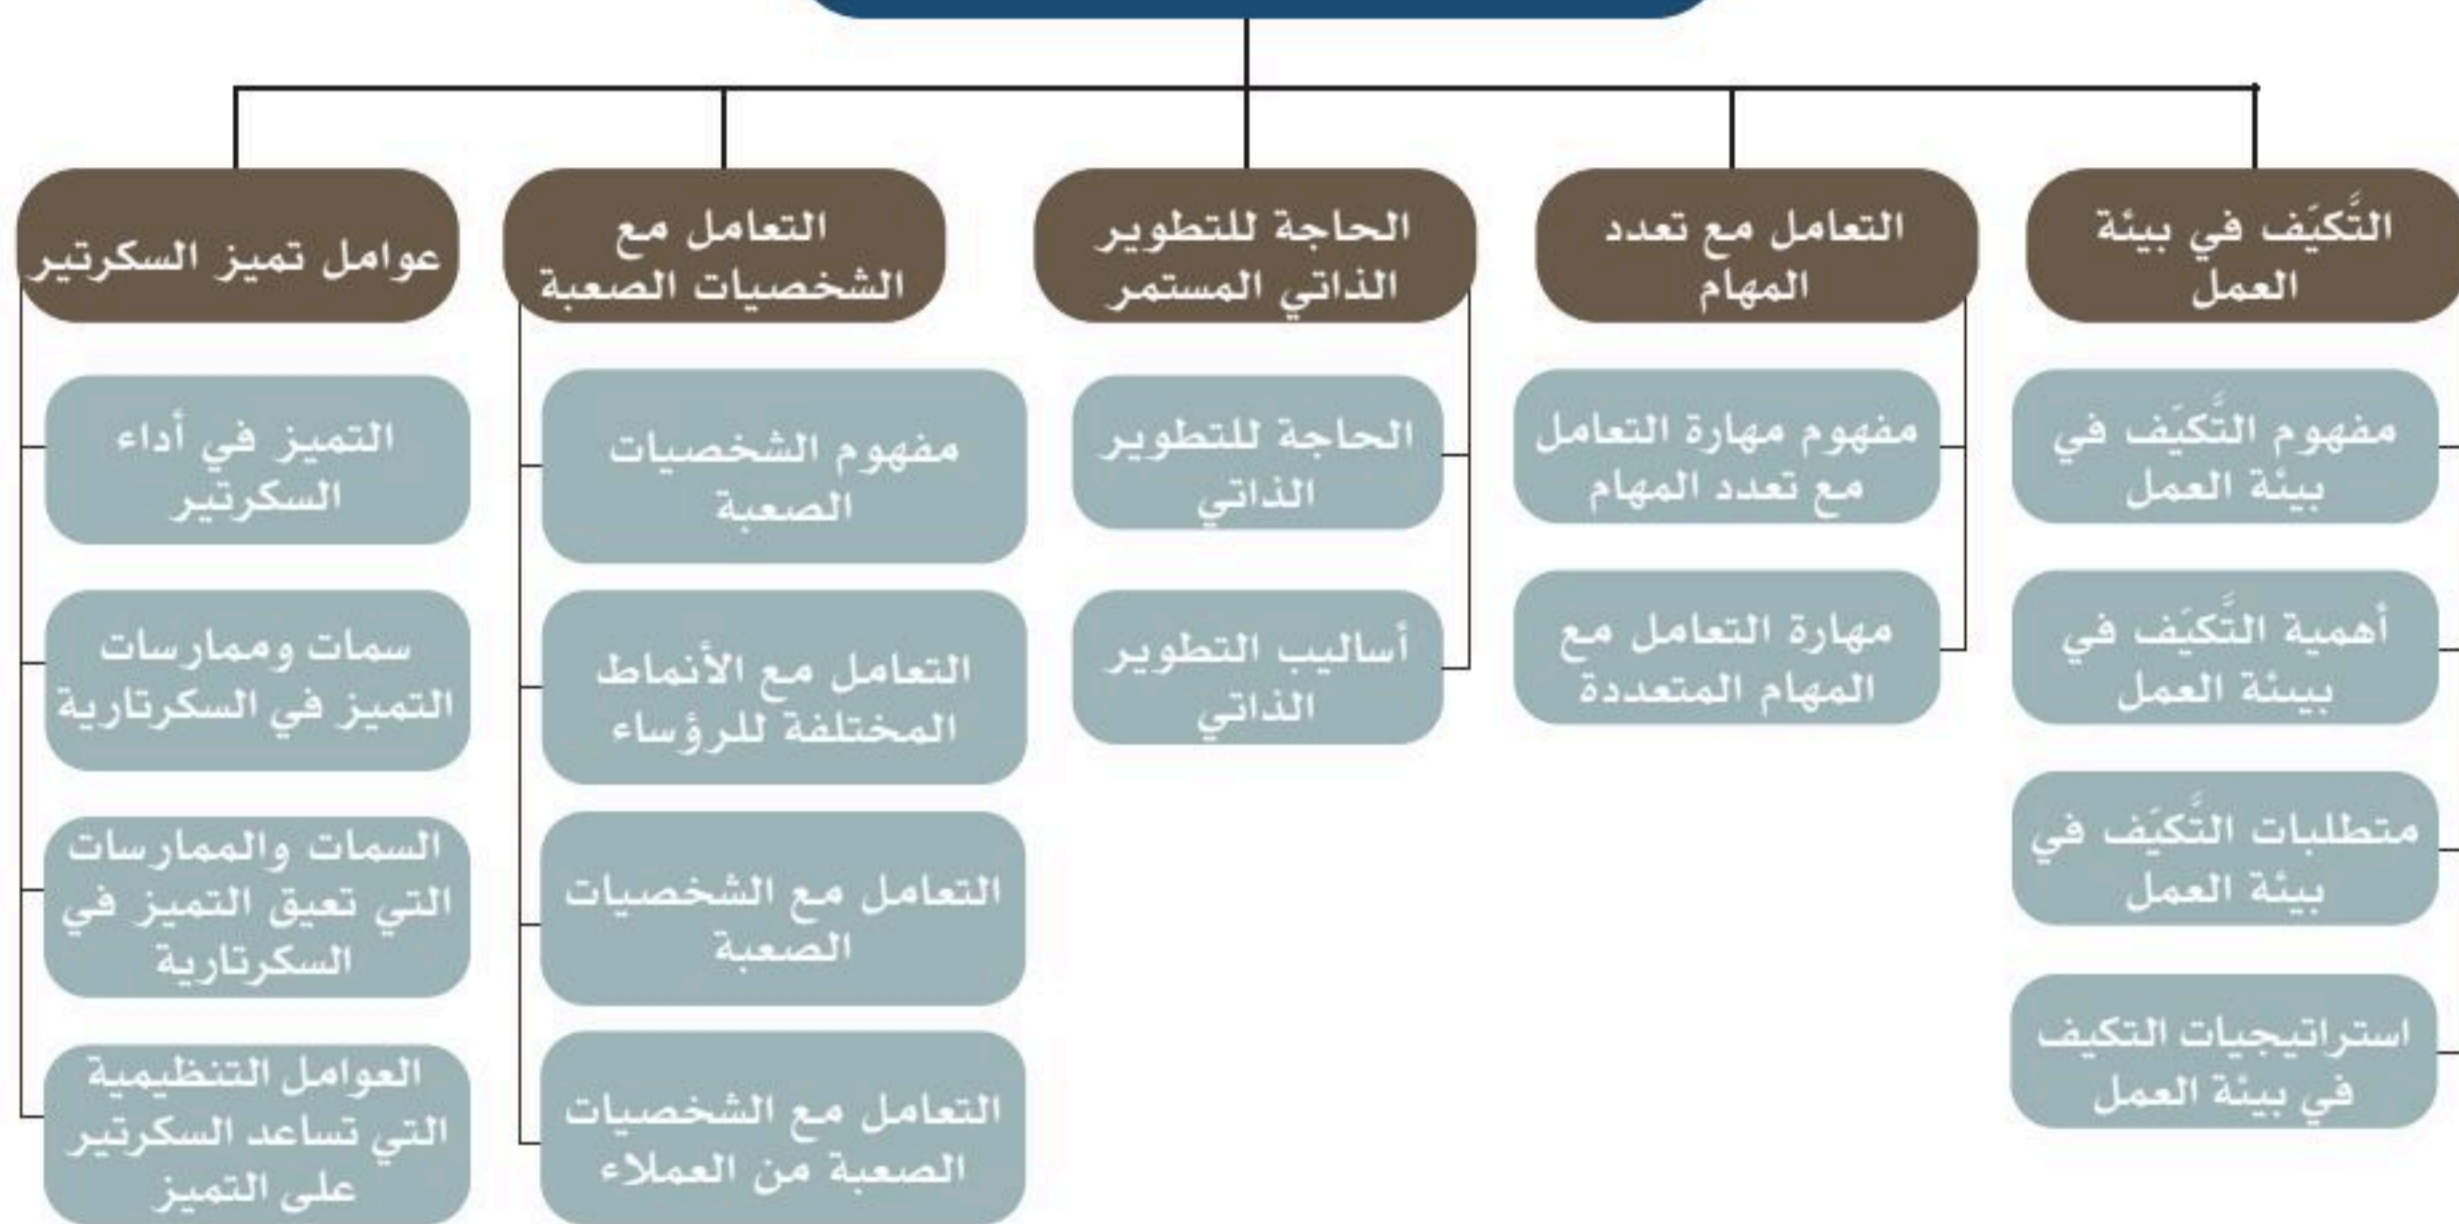 التَّكيَف في بيئة
العمل
مفهوم التَّكيَف في
بيئة العمل
أهمية التَّكيَف في
بييئة العمل
متطلبات التَّكيَف في
بيئة العمل
استراتيجيات التكيف
في بيئة العمل
التعامل مع تعدد
المهام
مفهوم مهارة التعامل
مع تعدد المهام
مهارة التعامل مع
المهام المتعددة
الحاجة للتطوير
الذاتي المستمر
الحاجة للتطوير
الذاتي
أساليب التطوير
الذاتي
التعامل مع
الشخصيات الصعبة
مفهوم الشخصيات
الصعبة
التعامل مع الأنماط
المختلفة للرؤساء
التعامل مع الشخصيات
الصعبة
التعامل مع الشخصيات
الصعبة من العملاء
عوامل تميز السكرتير
التميز في أداء
السكرتير
سمات وممارسات
التميز في السكرتارية
السمات والممارسات
التي تعيق التميز في
السكرتارية
العوامل التنظيمية
التي تساعد السكرتير
على التميز